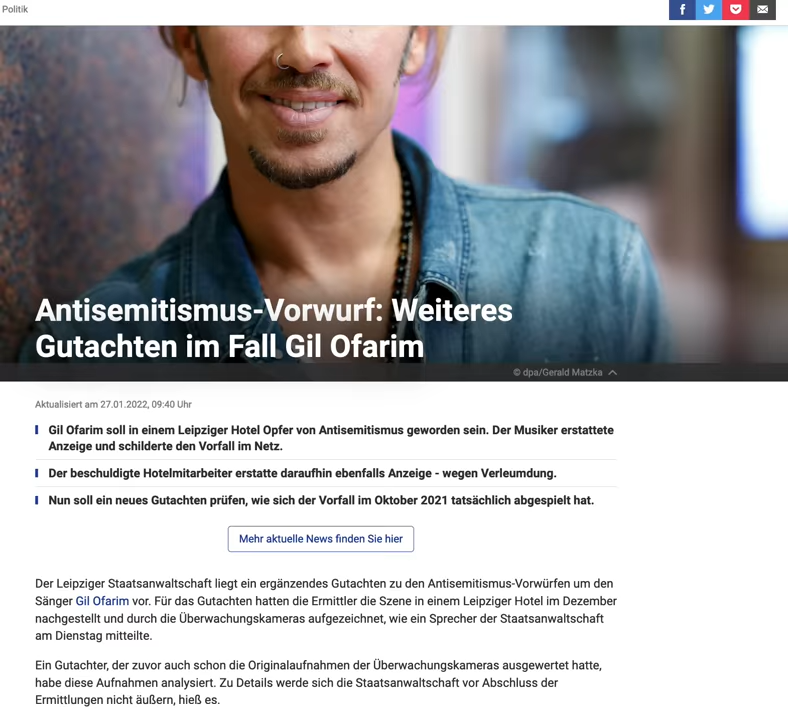 Politik
Antisemitismus-Vorwurf: Weiteres
Gutachten im Fall Gil Ofarim
© dpa/Gerald Matzka
Aktualisiert am 27.01.2022, 09:40 Uhr
Gil Ofarim soll in einem Leipziger Hotel Opfer von Antisemitismus geworden sein. Der Musiker erstattete
Anzeige und schilderte den Vorfall im Netz.
Der beschuldigte Hotelmitarbeiter erstatte daraufhin ebenfalls Anzeige - wegen Verleumdung.
Nun soll ein neues Gutachten prüfen, wie sich der Vorfall im Oktober 2021 tatsächlich abgespielt hat.
Mehr aktuelle News finden Sie hier
Der Leipziger Staatsanwaltschaft liegt ein ergänzendes Gutachten zu den Antisemitismus-Vorwürfen um den
Sänger Gil Ofarim vor. Für das Gutachten hatten die Ermittler die Szene in einem Leipziger Hotel im Dezember
nachgestellt und durch die Überwachungskameras aufgezeichnet, wie ein Sprecher der Staatsanwaltschaft
am Dienstag mitteilte.
Ein Gutachter, der zuvor auch schon die Originalaufnahmen der Überwachungskameras ausgewertet hatte,
habe diese Aufnahmen analysiert. Zu Details werde sich die Staatsanwaltschaft vor Abschluss der
Ermittlungen nicht äußern, hieß es.